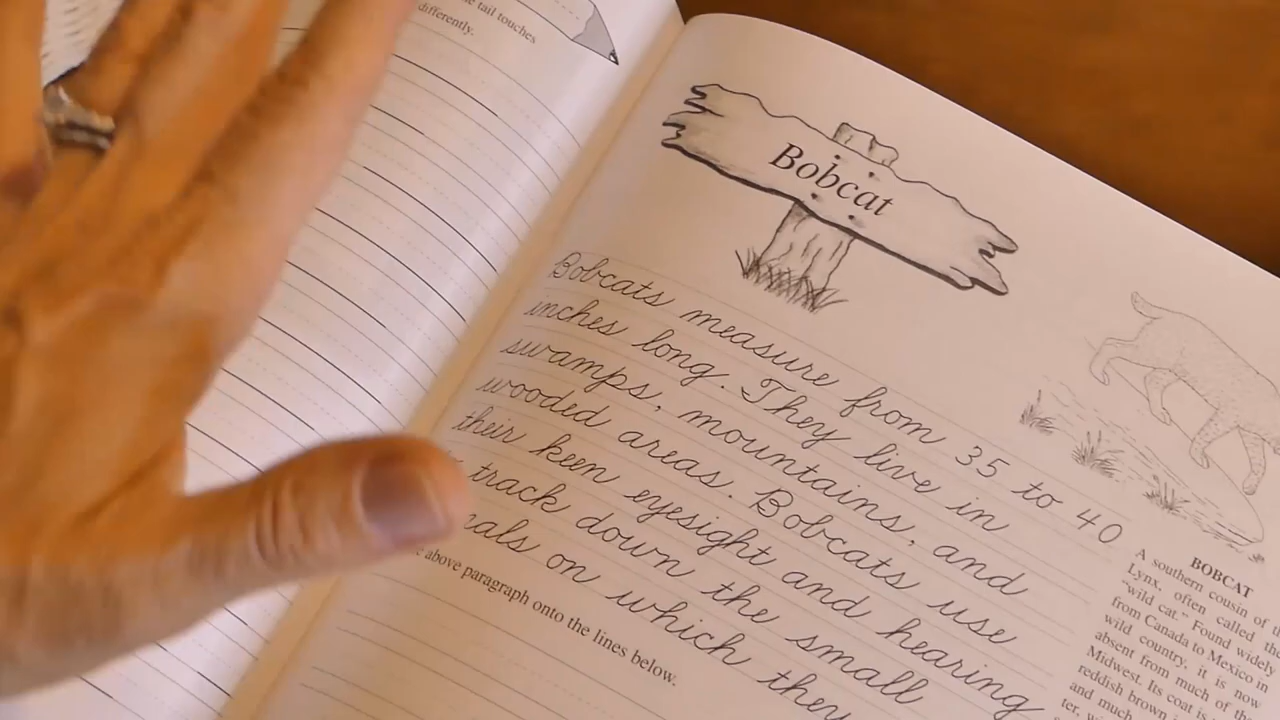 tail touches
differently.
Bobcat
Bobcats measure from 35 to 40
inches long. They live in
swamps, mountains, and
wooded areas. Bobcats use
their keen eyesight and hearing
track down the small
on which they
above paragraph onto the lines below.
BOBCAT
A southern cousin of
Lynx, often called the
"wild cat." Found widely
from Canada to Mexico in
wild country, it is now
absent from much of the
Midwest. Its coat is
reddish brown
and much